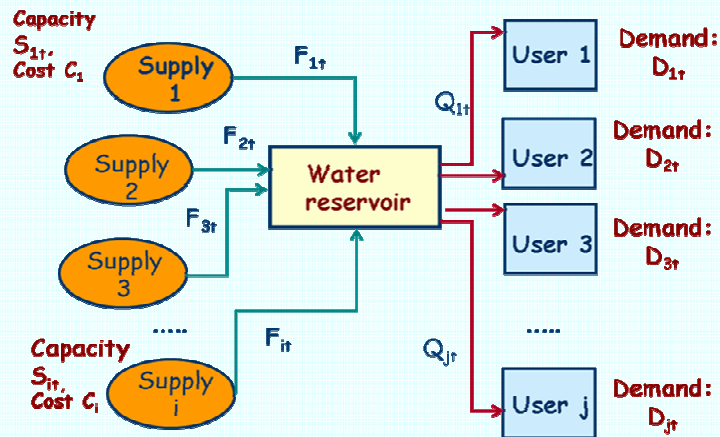 Capacity
S1t,
Cost C1
Supply
1
F1t
User 1
Demand:
D1t
Q1t
Supply
2
F2t
Water
reservoir
User 2
Demand:
D2t
F3t
Supply
3
User 3
Demand:
D3t
.....
Capacity
Sit,
Cost Ci
Supply
i
Fit
Qjt
.....
User j
Demand:
Djt